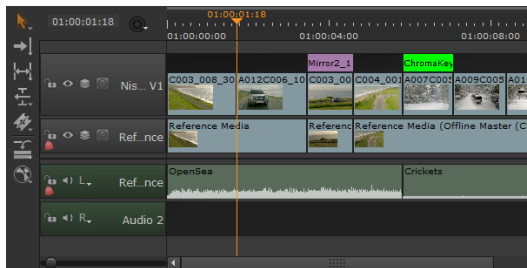 01:00:01:18
01:00:01:18
01:00:00:00 01:00:04:00 01:00:08:00
Mirror2_1 ChromaKey
Nis... V1 C003_008_30 A012C006_10 C003_00 C004_001 A007C005 A009C005 A01
Ref...nce Reference Media Referenc Reference Media (Offline Master (C
L Ref...nce OpenSea Crickets
R Audio 2